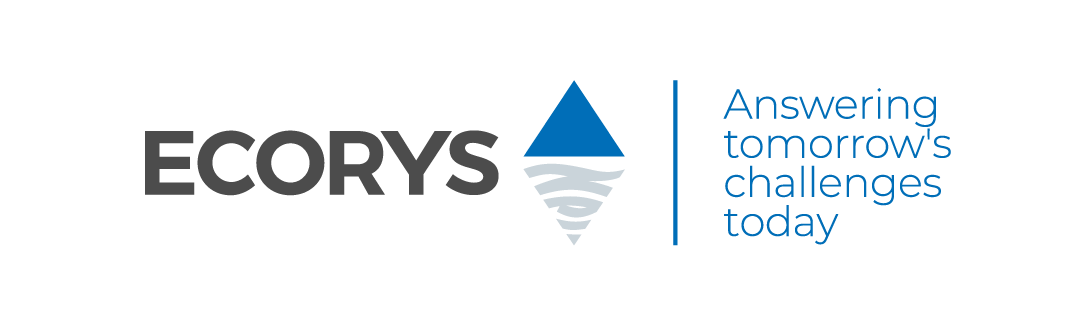 ECORYS
Answering
tomorrow's
challenges
today